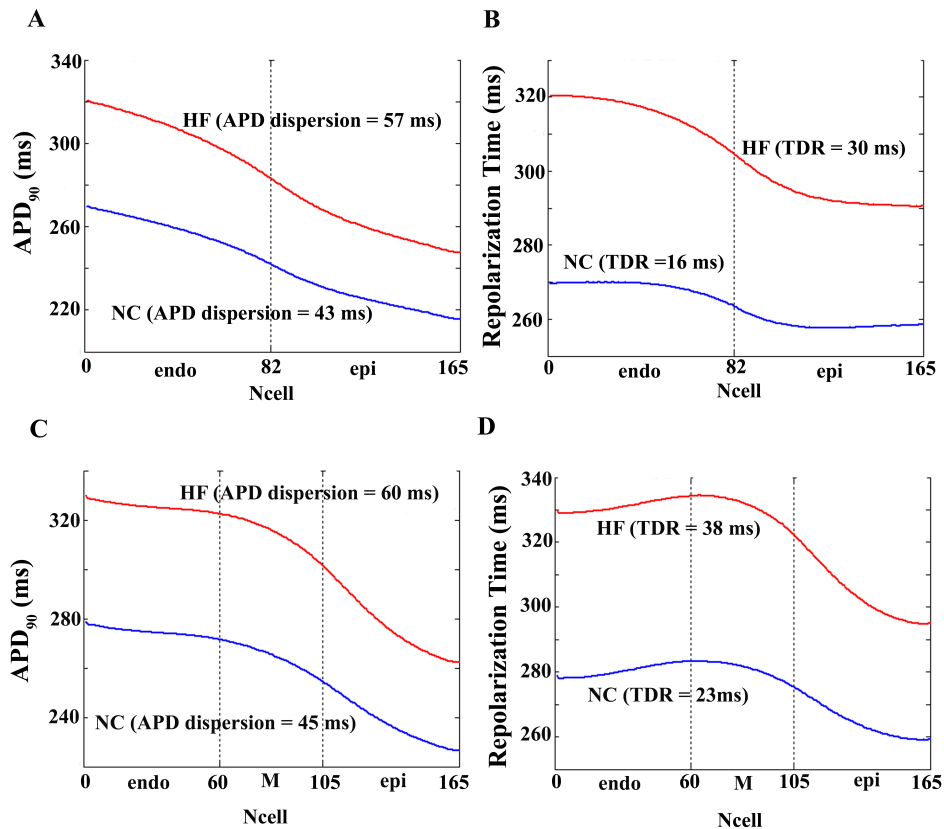 A
340
300
260
220
APD90 (ms)
HF (APD dispersion = 57 ms)
NC (APD dispersion = 43 ms)
0 endo 82 epi 165
Ncell
B
320
310
300
290
280
270
260
Repolarization Time (ms)
HF (TDR = 30 ms)
NC (TDR =16 ms)
0 endo 82 epi 165
Ncell
C
320
280
240
APD90 (ms)
HF (APD dispersion = 60 ms)
NC (APD dispersion = 45 ms)
0 endo 60 M 105 epi 165
Ncell
D
340
320
300
280
260
Repolarization Time (ms)
HF (TDR = 38 ms)
NC (TDR = 23ms)
0 endo 60 M 105 epi 165
Ncell